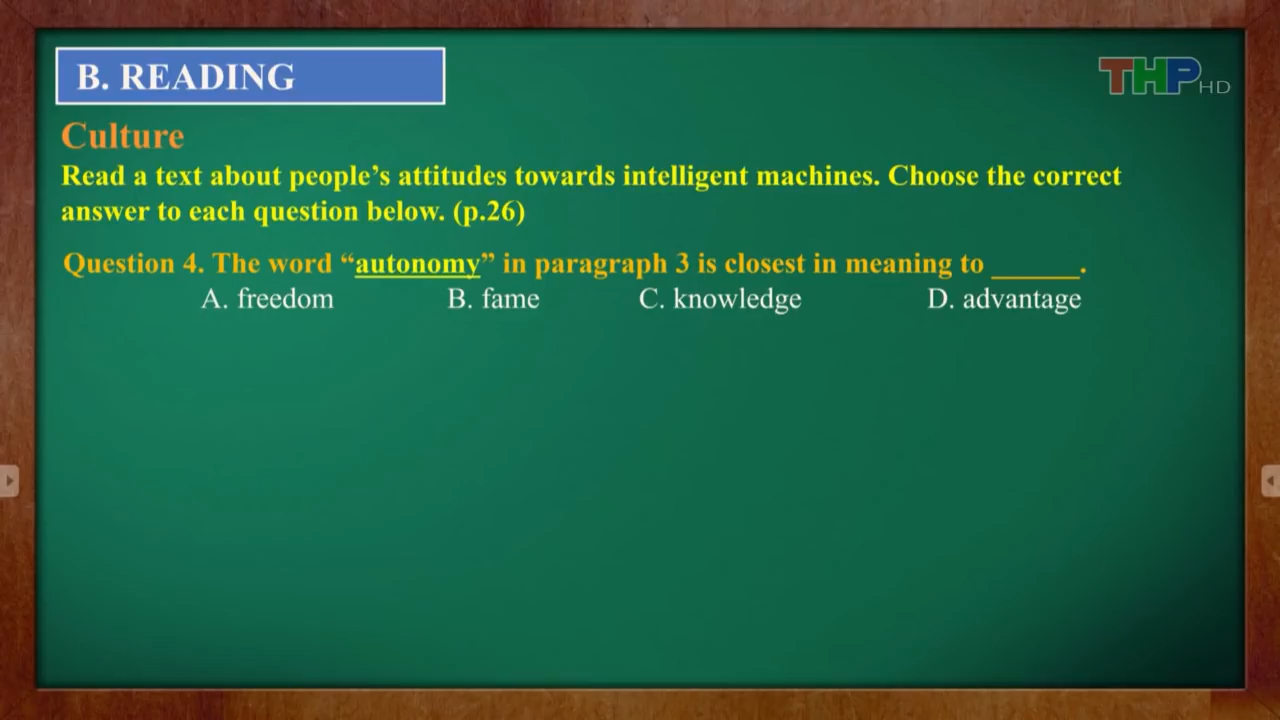 B. READING
THP HD
Culture
Read a text about people’s attitudes towards intelligent machines. Choose the correct
answer to each question below. (p.26)
Question 4. The word “autonomy” in paragraph 3 is closest in meaning to ______.
A. freedom B. fame C. knowledge D. advantage